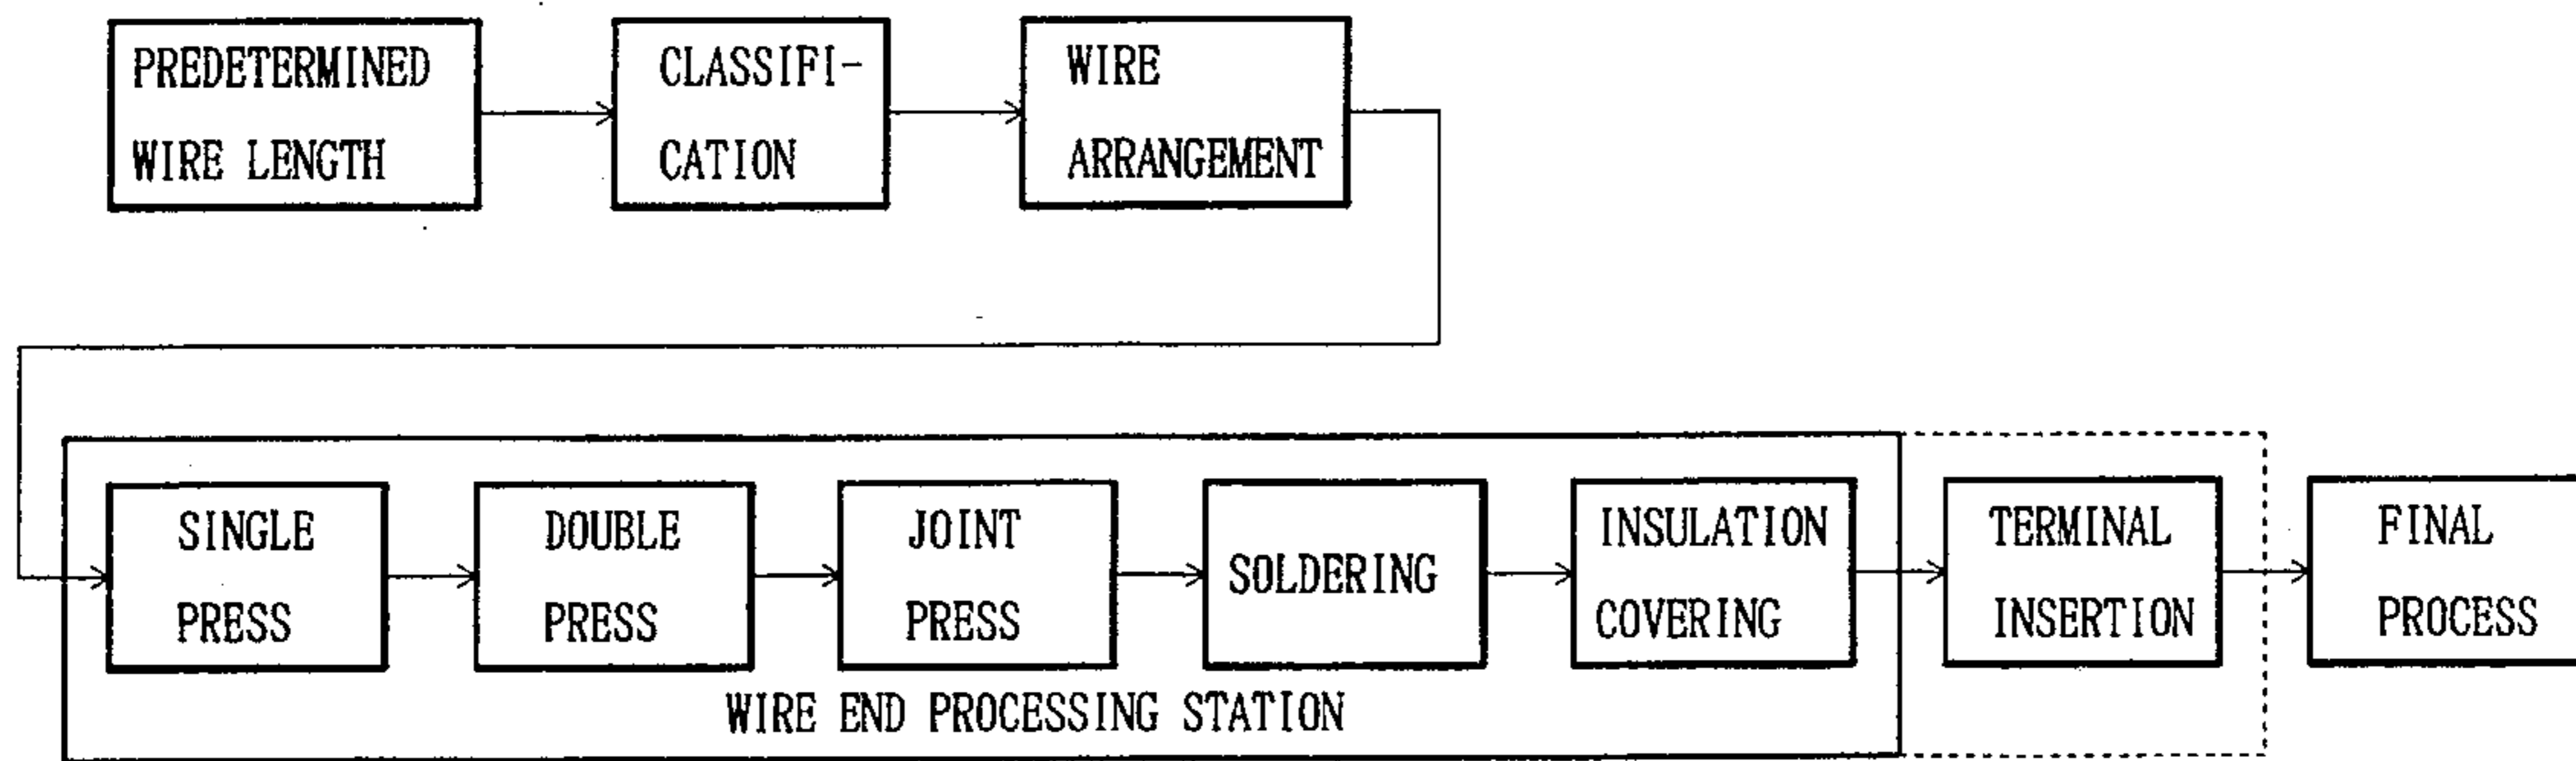 PREDETERMINED
WIRE LENGTH
CLASSIFI-
CATION
WIRE
ARRANGEMENT
SINGLE
PRESS
DOUBLE
PRESS
JOINT
PRESS
SOLDERING
INSULATION
COVERING
TERMINAL
INSERTION
FINAL
PROCESS
WIRE END PROCESSING STATION